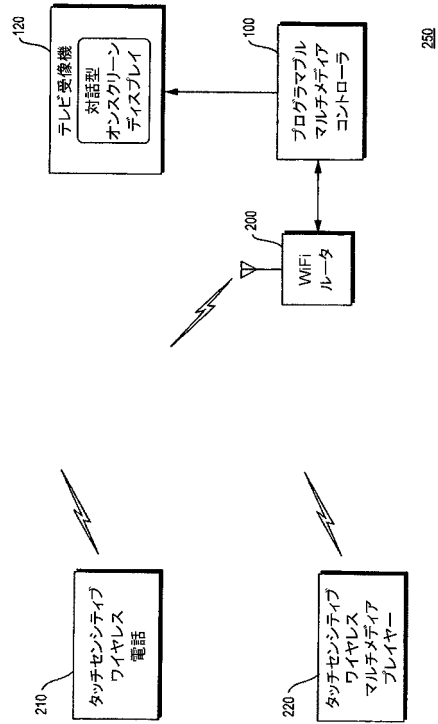 120
テレビ受像機
対話型
オンスクリーン
ディスプレイ
100
プログラマブル
マルチメディア
コントローラ
200
WiFi
ルータ
210
タッチセンシティブ
ワイヤレス
電話
220
タッチセンシティブ
ワイヤレス
マルチメディア
プレイヤー
250